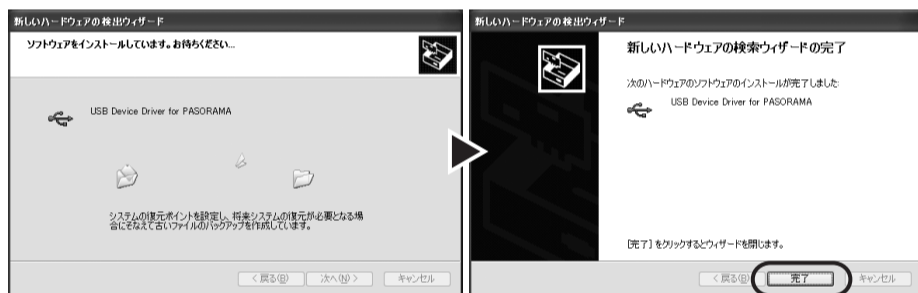 新しいハードウェアの検出ウィザード
ソフトウェアをインストールしています。お待ちください...
USB Device Driver for PASORAMA
システムの復元ポイントを設定し、将来システムの復元が必要となる場
合にそなえて古いファイルのバックアップを作成しています。
< 戻る(B)
次へ(N) >
キャンセル
新しいハードウェアの検出ウィザード
新しいハードウェアの検索ウィザードの完了
次のハードウェアのソフトウェアのインストールが完了しました:
USB Device Driver for PASORAMA
[完了] をクリックするとウィザードを閉じます。
< 戻る(B)
完了
キャンセル